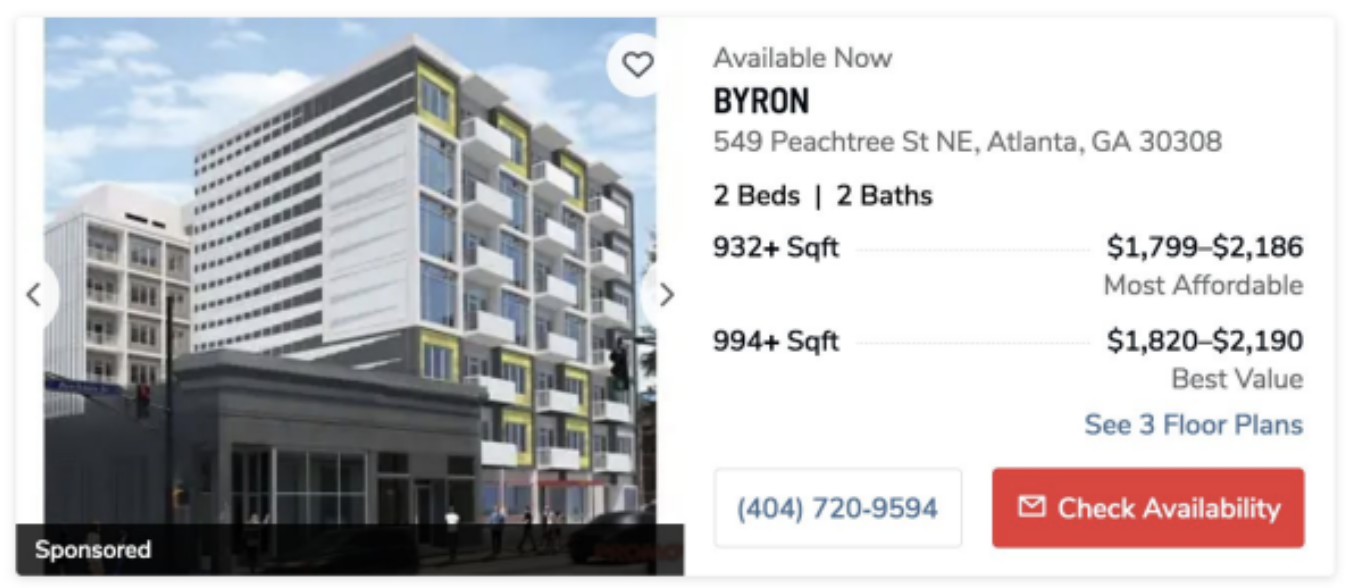 Available Now
BYRON
549 Peachtree St NE, Atlanta, GA 30308
2 Beds | 2 Baths
932+ Sqft $1,799–$2,186
Most Affordable
994+ Sqft $1,820–$2,190
Best Value
See 3 Floor Plans
(404) 720-9594 Check Availability
Sponsored